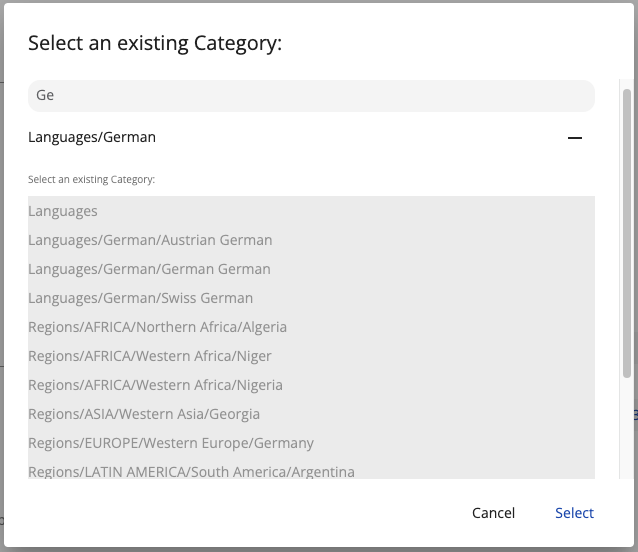 Select an existing Category:
Ge
Languages/German
Select an existing Category:
Languages
Languages/German/Austrian German
Languages/German/German German
Languages/German/Swiss German
Regions/AFRICA/Northern Africa/Algeria
Regions/AFRICA/Western Africa/Niger
Regions/AFRICA/Western Africa/Nigeria
Regions/ASIA/Western Asia/Georgia
Regions/EUROPE/Western Europe/Germany
Regions/LATIN AMERICA/South America/Argentina
Cancel Select